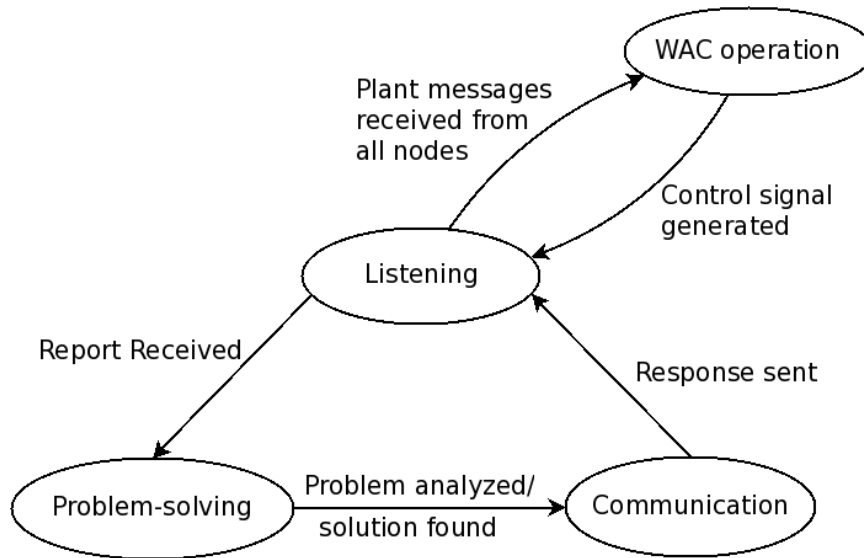 WAC operation
Plant messages
received from
all nodes
Control signal
generated
Listening
Report Received
Response sent
Problem-solving
Problem analyzed/
solution found
Communication